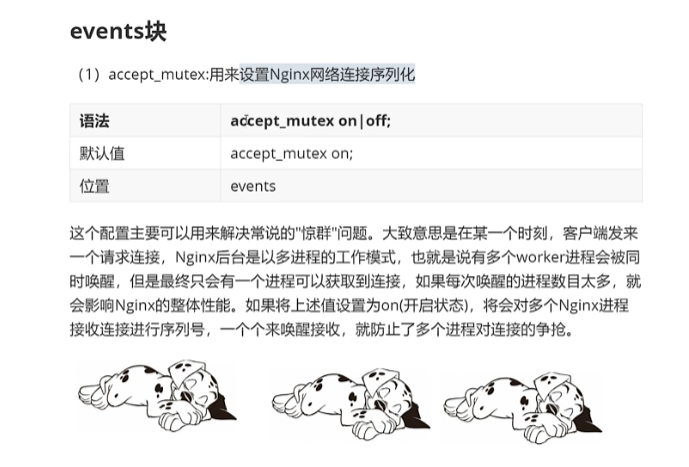 events块
（1）accept_mutex:用来设置Nginx网络连接序列化
语法 accept_mutex on|off;
默认值 accept_mutex on;
位置 events
这个配置主要可以用来解决常说的"惊群"问题。大致意思是在某一个时刻，客户端发来
一个请求连接，Nginx后台是以多进程的工作模式，也就是说有多个worker进程会被同
时唤醒，但是最终只会有一个进程可以获取到连接，如果每次唤醒的进程数目太多，就
会影响Nginx的整体性能。如果将上述值设置为on(开启状态)，将会对多个Nginx进程
接收连接进行序列号，一个个来唤醒接收，就防止了多个进程对连接的争抢。